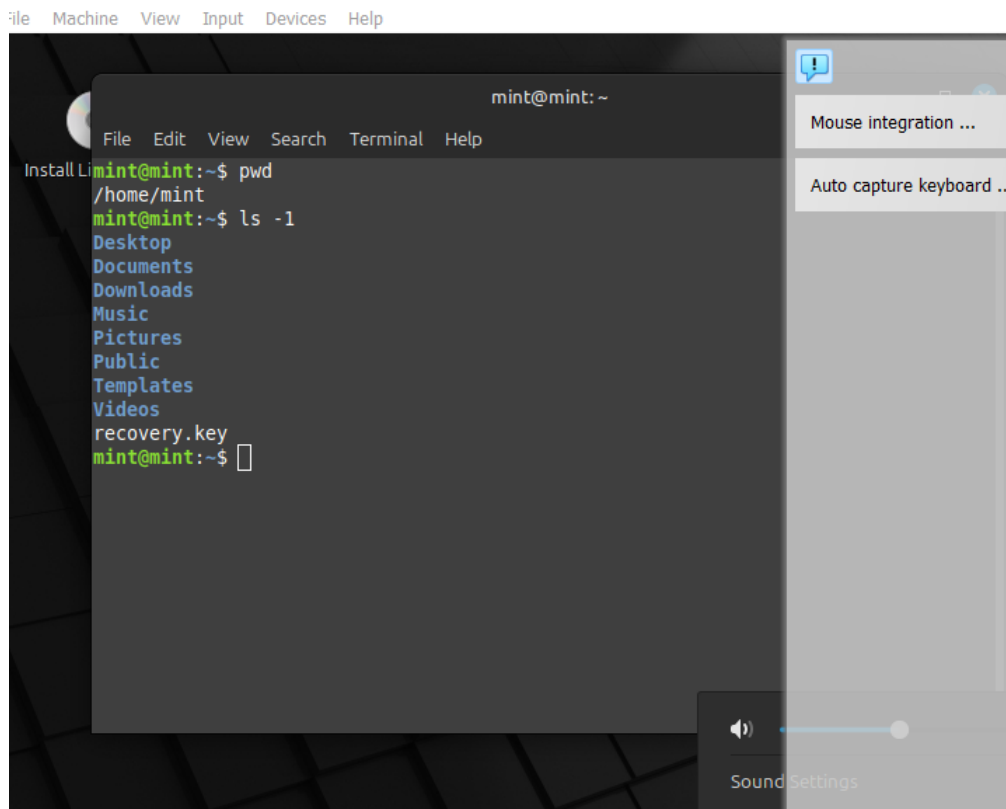 File Machine View Input Devices Help
mint@mint: ~
File Edit View Search Terminal Help
Mouse integration ...
Auto capture keyboard ..
Install Li
mint@mint:~$ pwd
/home/mint
mint@mint:~$ ls -1
Desktop
Documents
Downloads
Music
Pictures
Public
Templates
Videos
recovery.key
mint@mint:~$
Sound Settings